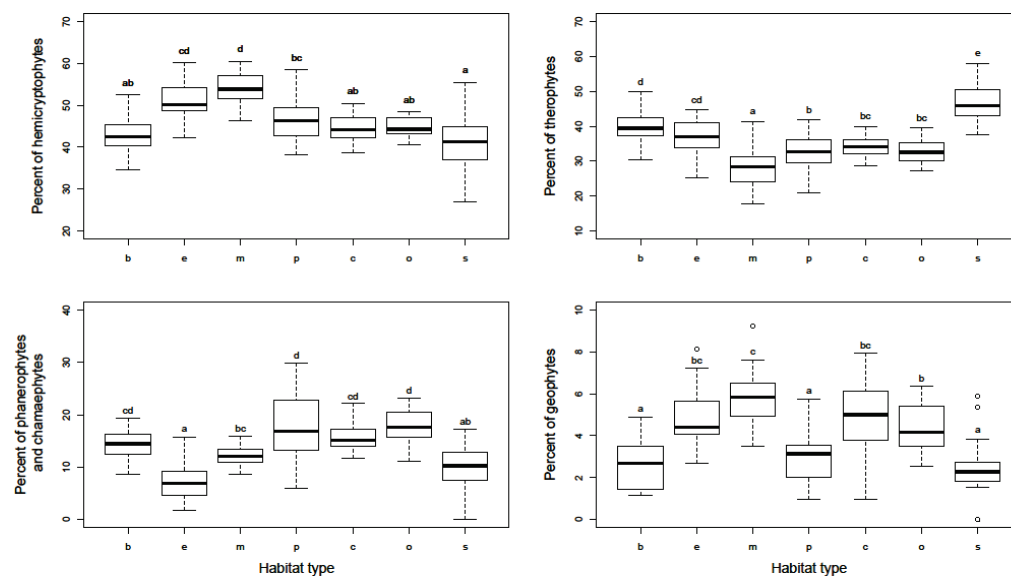 Percent of hemicryptophytes
70
60
50
40
30
20
ab
cd
d
bc
ab
ab
a
b e m p c o s
Percent of therophytes
70
60
50
40
30
20
10
d
cd
a
b
bc
bc
e
b e m p c o s
Percent of phanerophytes
and chamaephytes
40
30
20
10
0
cd
a
bc
d
cd
d
ab
b e m p c o s
Habitat type
Percent of geophytes
10
8
6
4
2
0
a
bc
c
a
bc
b
a
b e m p c o s
Habitat type